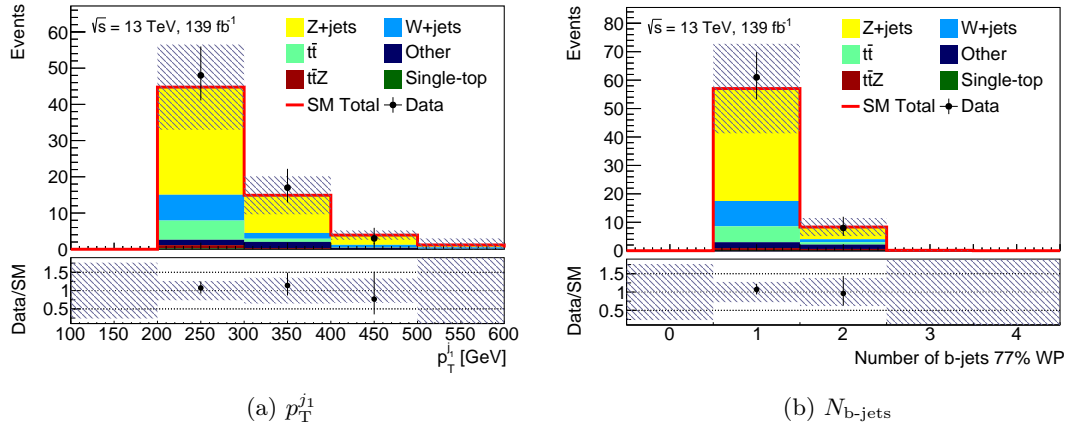 Events
√s = 13 TeV, 139 fb⁻¹
Z+jets
W+jets
tt̄
Other
tt̄Z
Single-top
SM Total
Data
60
50
40
30
20
10
0
Data/SM
1.5
1
0.5
100 150 200 250 300 350 400 450 500 550 600
p_T^{j_1} [GeV]
(a) p_T^{j_1}
Events
√s = 13 TeV, 139 fb⁻¹
Z+jets
W+jets
tt̄
Other
tt̄Z
Single-top
SM Total
Data
80
70
60
50
40
30
20
10
0
Data/SM
1.5
1
0.5
0 1 2 3 4
Number of b-jets 77% WP
(b) N_{b-jets}